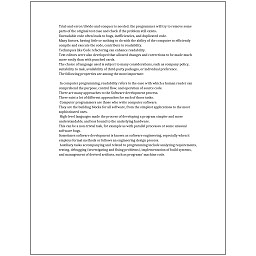 Trial-and-error/divide-and-conquer is needed: the programmer will try to remove some
parts of the original test case and check if the problem still exists.
Unreadable code often leads to bugs, inefficiencies, and duplicated code.
Many factors, having little or nothing to do with the ability of the computer to efficiently
compile and execute the code, contribute to readability.
Techniques like Code refactoring can enhance readability.
Text editors were also developed that allowed changes and corrections to be made much
more easily than with punched cards.
The choice of language used is subject to many considerations, such as company policy,
suitability to task, availability of third-party packages, or individual preference.
The following properties are among the most important:
In computer programming, readability refers to the ease with which a human reader can
comprehend the purpose, control flow, and operation of source code.
There are many approaches to the Software development process.
There exist a lot of different approaches for each of those tasks.
Computer programmers are those who write computer software.
They are the building blocks for all software, from the simplest applications to the most
sophisticated ones.
High-level languages made the process of developing a program simpler and more
understandable, and less bound to the underlying hardware.
This can be a non-trivial task, for example as with parallel processes or some unusual
software bugs.
Sometimes software development is known as software engineering, especially when it
employs formal methods or follows an engineering design process.
Auxiliary tasks accompanying and related to programming include analyzing requirements,
testing, debugging (investigating and fixing problems), implementation of build systems,
and management of derived artifacts, such as programs' machine code.